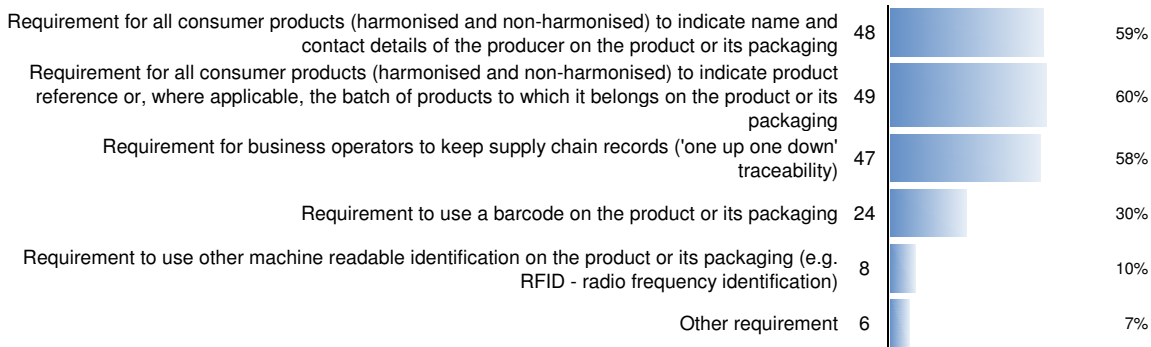 Requirement for all consumer products (harmonised and non-harmonised) to indicate name and
contact details of the producer on the product or its packaging 48 59%
Requirement for all consumer products (harmonised and non-harmonised) to indicate product
reference or, where applicable, the batch of products to which it belongs on the product or its 49 60%
packaging
Requirement for business operators to keep supply chain records ('one up one down'
traceability) 47 58%
Requirement to use a barcode on the product or its packaging 24 30%
Requirement to use other machine readable identification on the product or its packaging (e.g.
RFID - radio frequency identification) 8 10%
Other requirement 6 7%